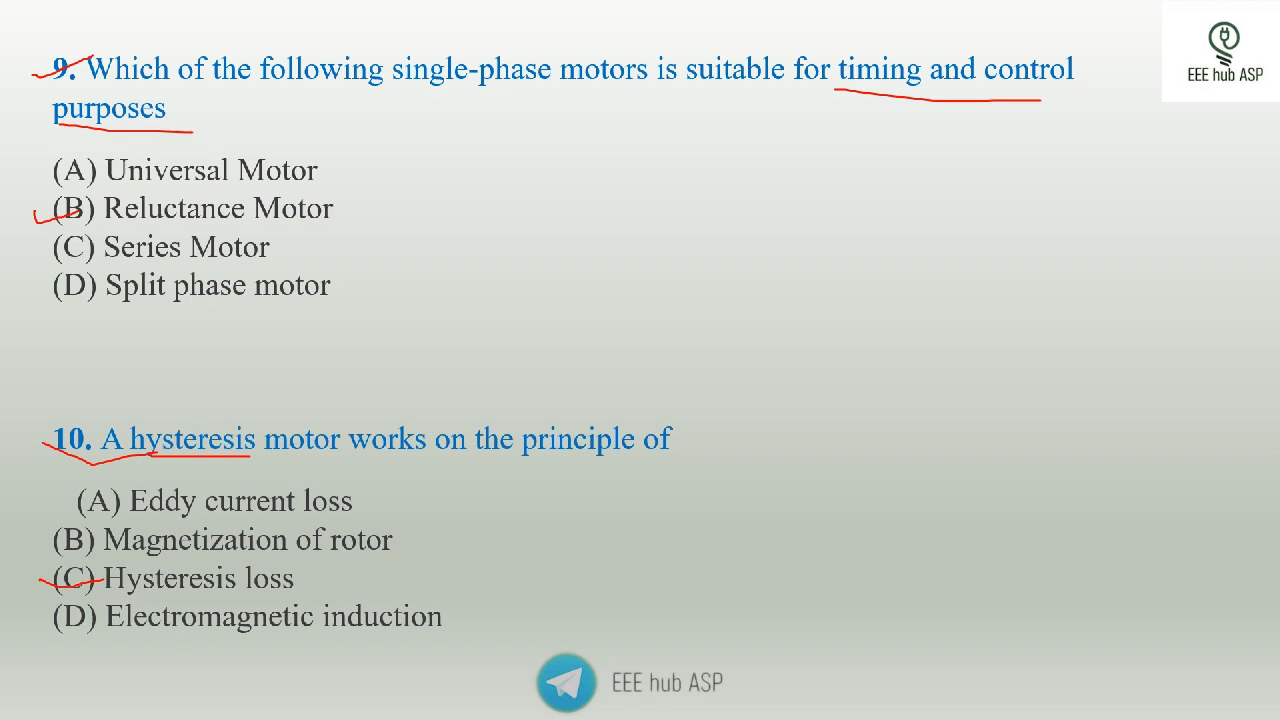 EEE hub ASP
9. Which of the following single-phase motors is suitable for timing and control
purposes
(A) Universal Motor
(B) Reluctance Motor
(C) Series Motor
(D) Split phase motor
10. A hysteresis motor works on the principle of
(A) Eddy current loss
(B) Magnetization of rotor
(C) Hysteresis loss
(D) Electromagnetic induction
EEE hub ASP